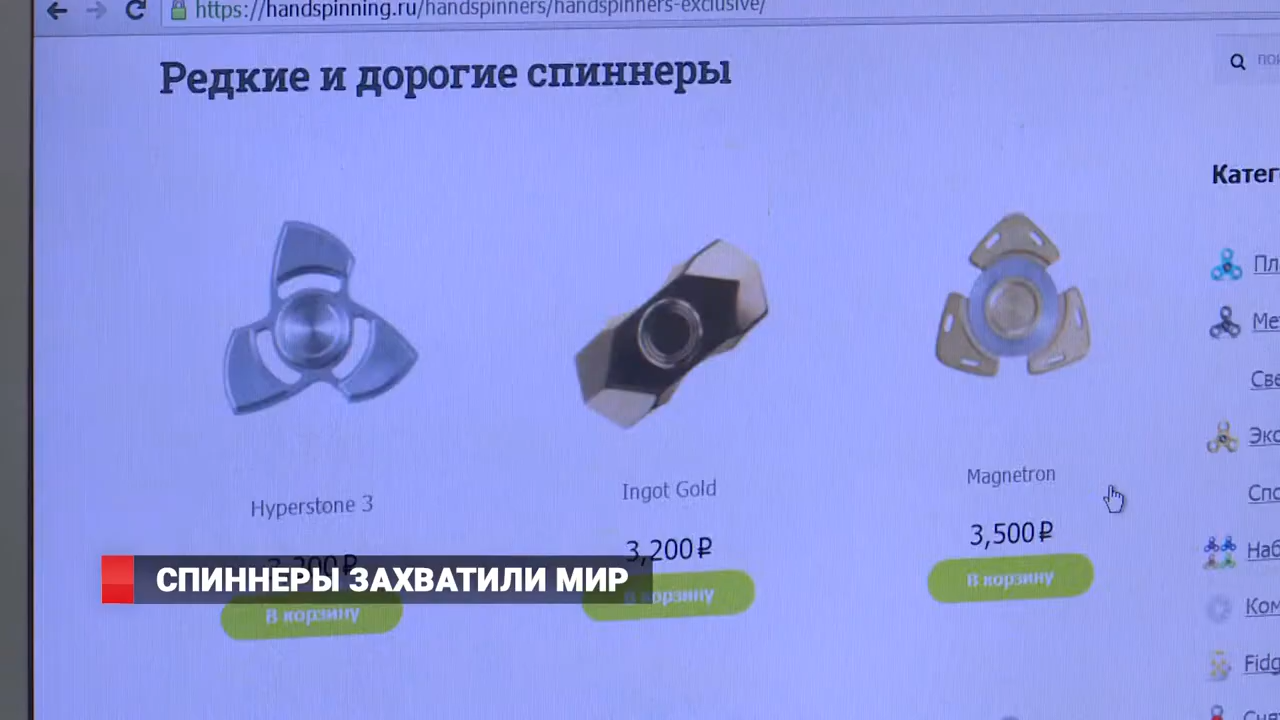 https://handspinning.ru/handspinners/handspinners-exclusive/
Редкие и дорогие спиннеры
Hyperstone 3
Ingot Gold
Magnetron
3,200₽
3,500₽
В корзину
В корзину
В корзину
СПИННЕРЫ ЗАХВАТИЛИ МИР